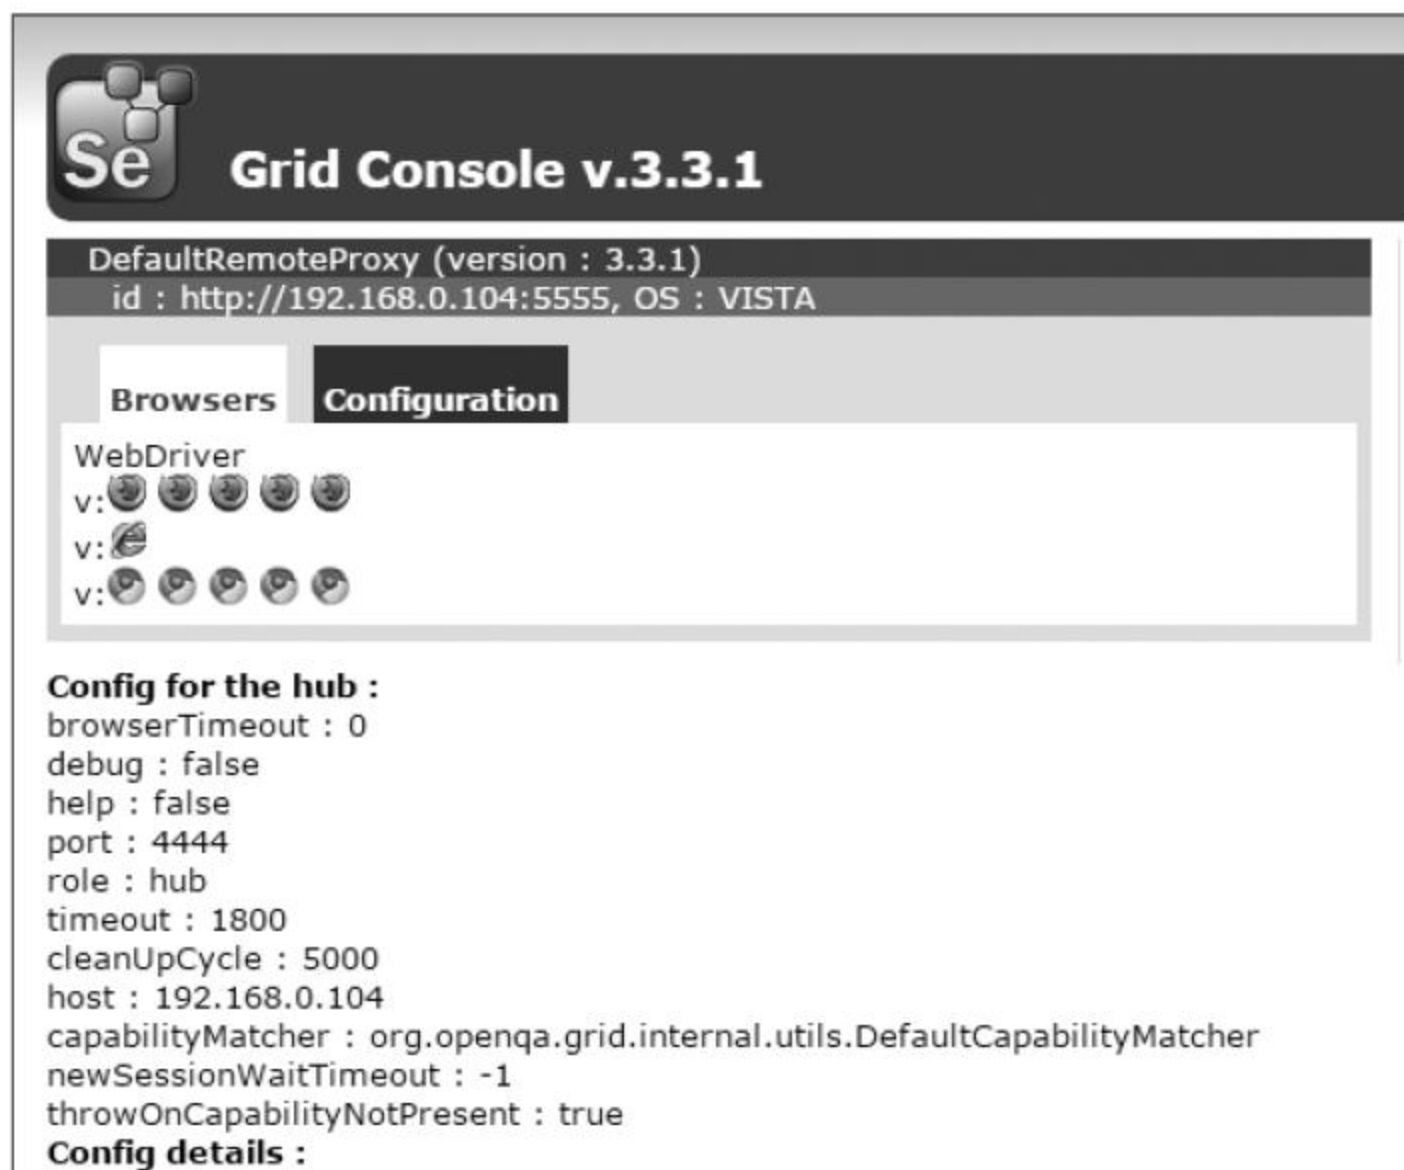 Se
Grid Console v.3.3.1
DefaultRemoteProxy (version : 3.3.1)
id : http://192.168.0.104:5555, OS : VISTA
Browsers Configuration
WebDriver
v:
v:
v:
Config for the hub :
browserTimeout : 0
debug : false
help : false
port : 4444
role : hub
timeout : 1800
cleanUpCycle : 5000
host : 192.168.0.104
capabilityMatcher : org.openqa.grid.internal.utils.DefaultCapabilityMatcher
newSessionWaitTimeout : -1
throwOnCapabilityNotPresent : true
Config details :